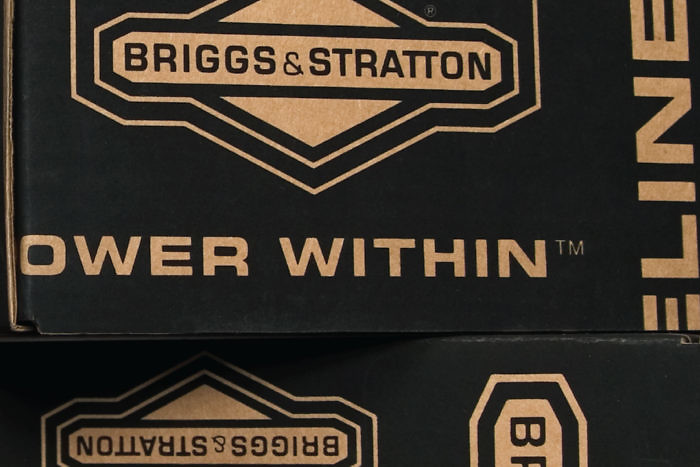 BRIGGS&STRATTON
®
OWER WITHIN™
ELINE
BRIGGS&STRATTON
BR